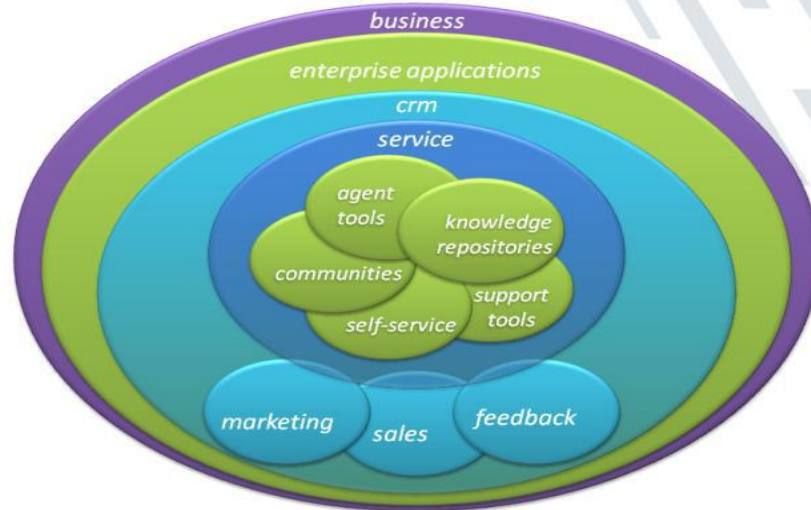 business
enterprise applications
crm
service
agent
tools
knowledge
repositories
communities
self-service
support
tools
marketing
sales
feedback